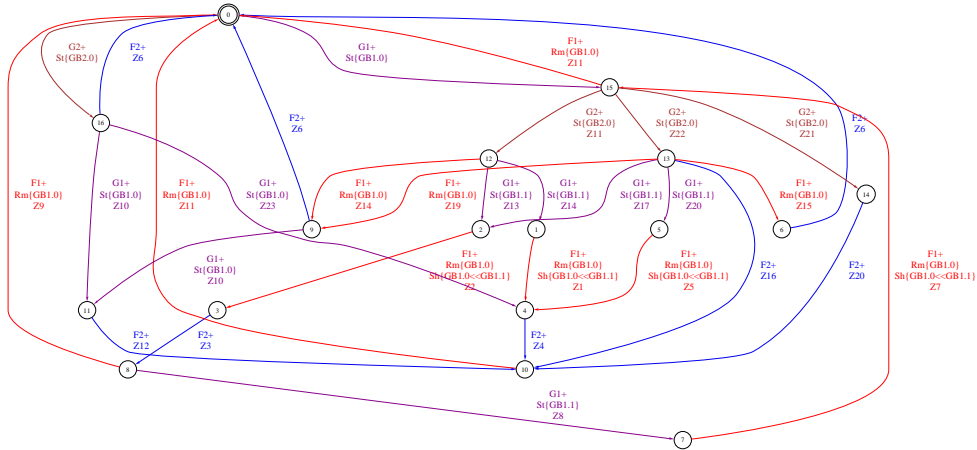 0
G2+
St{GB2.0}
F2+
Z6
G1+
St{GB1.0}
F1+
Rm{GB1.0}
Z11
15
16
F2+
Z6
G2+
St{GB2.0}
Z11
G2+
St{GB2.0}
Z22
G2+
St{GB2.0}
Z21
F2+
Z6
12
13
14
F1+
Rm{GB1.0}
Z9
G1+
St{GB1.0}
Z10
F1+
Rm{GB1.0}
Z11
G1+
St{GB1.0}
Z23
F1+
Rm{GB1.0}
Z14
F1+
Rm{GB1.0}
Z19
G1+
St{GB1.1}
Z13
G1+
St{GB1.1}
Z14
G1+
St{GB1.1}
Z17
G1+
St{GB1.1}
Z20
F1+
Rm{GB1.0}
Z15
9
2
1
5
6
G1+
St{GB1.0}
Z10
F1+
Rm{GB1.0}
Sh{GB1.0<<GB1.1}
Z2
F1+
Rm{GB1.0}
Sh{GB1.0<<GB1.1}
Z1
F1+
Rm{GB1.0}
Sh{GB1.0<<GB1.1}
Z5
F2+
Z16
F2+
Z20
F1+
Rm{GB1.0}
Sh{GB1.0<<GB1.1}
Z7
11
3
4
F2+
Z12
F2+
Z3
F2+
Z4
8
10
G1+
St{GB1.1}
Z8
7